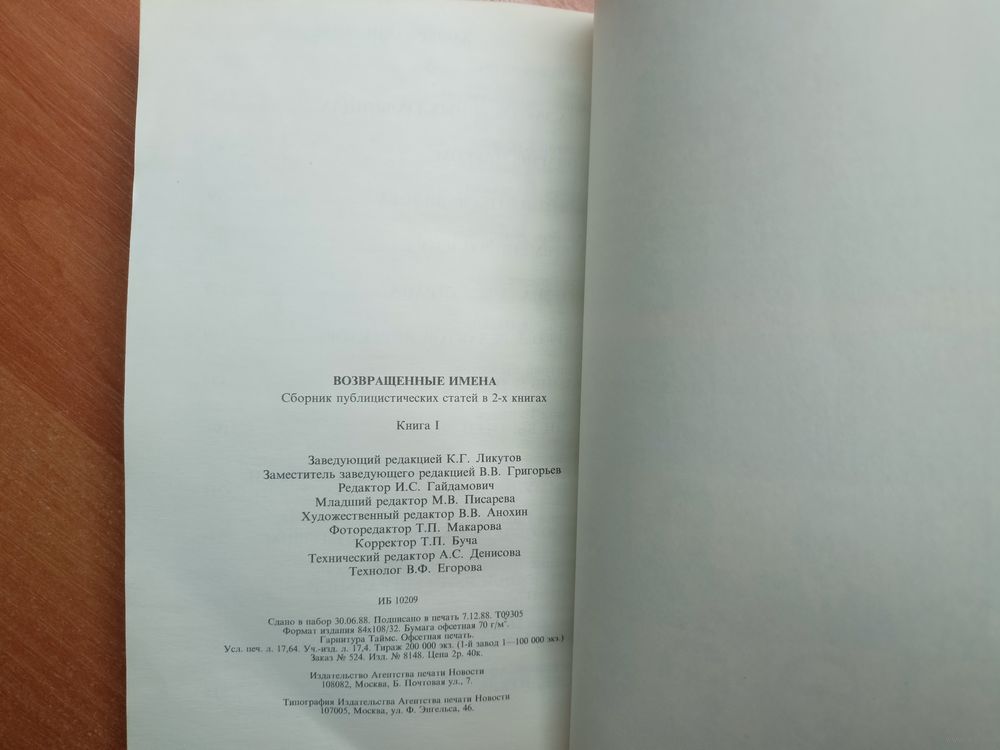 ВОЗВРАЩЕННЫЕ ИМЕНА
Сборник публицистических статей в 2-х книгах
Книга I
Заведующий редакцией К.Г. Ликутов
Заместитель заведующего редакцией В.В. Григорьев
Редактор И.С. Гайдамович
Младший редактор М.В. Писарева
Художественный редактор В.В. Анохин
Фоторедактор Т.П. Макарова
Корректор Т.П. Буча
Технический редактор А.С. Денисова
Технолог В.Ф. Егорова
ИБ 10209
Сдано в набор 30.06.88. Подписано в печать 7.12.88. Т09305
Формат издания 84х108/32. Бумага офсетная 70 г/м².
Гарнитура Таймс. Офсетная печать.
Усл. печ. л. 17,64. Уч.-изд. л. 17,4. Тираж 200 000 экз. (1-й завод 1—100 000 экз.)
Заказ № 524. Изд. № 8148. Цена 2р. 40к.
Издательство Агентства печати Новости
108082, Москва, Б. Почтовая ул., 7.
Типография Издательства Агентства печати Новости
107005, Москва, ул. Ф. Энгельса, 46.